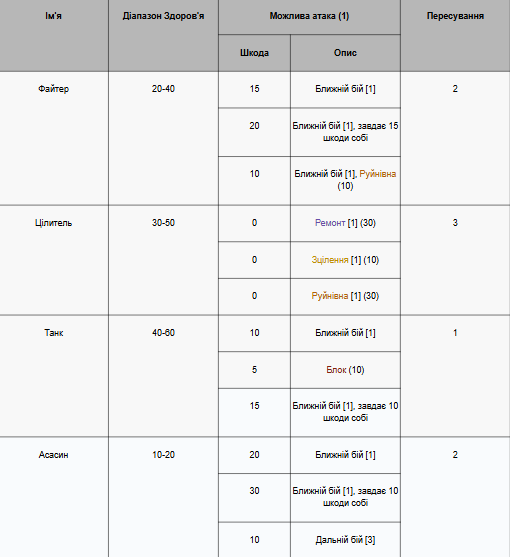 Ім'я Діапазон Здоров'я Можлива атака (1) Пересування
Шкода Опис
Файтер 20-40 15 Ближній бій [1] 2
20 Ближній бій [1], завдає 15
шкоди собі
10 Ближній бій [1], Руйнівна
(10)
Цілитель 30-50 0 Ремонт [1] (30) 3
0 Зцілення [1] (10)
0 Руйнівна [1] (30)
Танк 40-60 10 Ближній бій [1] 1
5 Блок (10)
15 Ближній бій [1], завдає 10
шкоди собі
Асасин 10-20 20 Ближній бій [1] 2
30 Ближній бій [1], завдає 10
шкоди собі
10 Дальній бій [3]